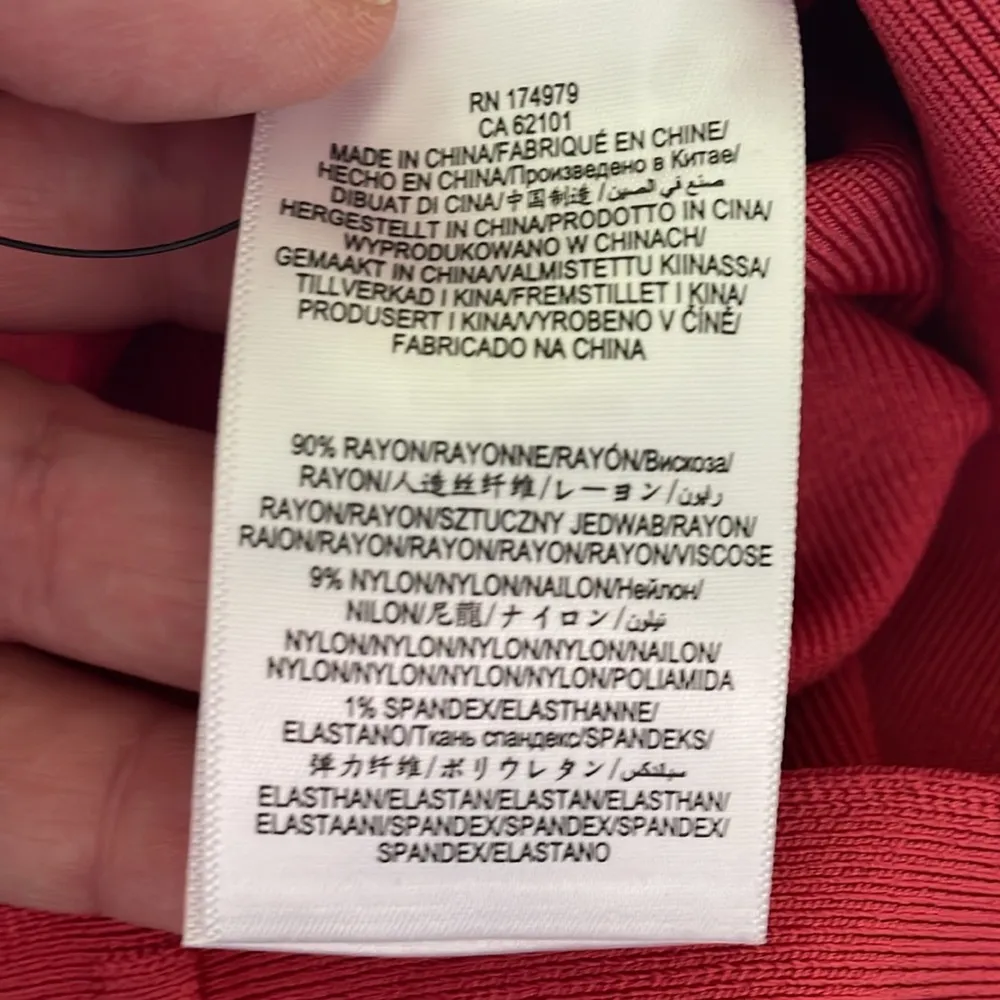 RN 174979
CA 62101
MADE IN CHINA/FABRIQUÉ EN CHINE/
HECHO EN CHINA/Произведено в Китае/
DIBUAT DI CINA/中国制造/صنع في الصين/
HERGESTELLT IN CHINA/PRODOTTO IN CINA/
WYPRODUKOWANO W CHINACH/
GEMAAKT IN CHINA/VALMISTETTU KIINASSA/
TILLVERKAD I KINA/FREMSTILLET I KINA/
PRODUSERT I KINA/VYROBENO V ČÍNĚ/
FABRICADO NA CHINA
90% RAYON/RAYONNE/RAYÓN/Вискоза/
RAYON/人造丝纤维/レーヨン/رايون/
RAYON/RAYON/SZTUCZNY JEDWAB/RAYON/
RAION/RAYON/RAYON/RAYON/RAYON/VISCOSE
9% NYLON/NYLON/NAILON/Нейлон/
NILON/尼龍/ナイロン/نيلون/
NYLON/NYLON/NYLON/NYLON/NAILON/
NYLON/NYLON/NYLON/NYLON/POLIAMIDA
1% SPANDEX/ELASTHANNE/
ELASTANO/Ткань спандекс/SPANDEKS/
弹力纤维/ポリウレタン/سباندكس/
ELASTHAN/ELASTAN/ELASTAN/ELASTHAN/
ELASTAANI/SPANDEX/SPANDEX/SPANDEX/
SPANDEX/ELASTANO